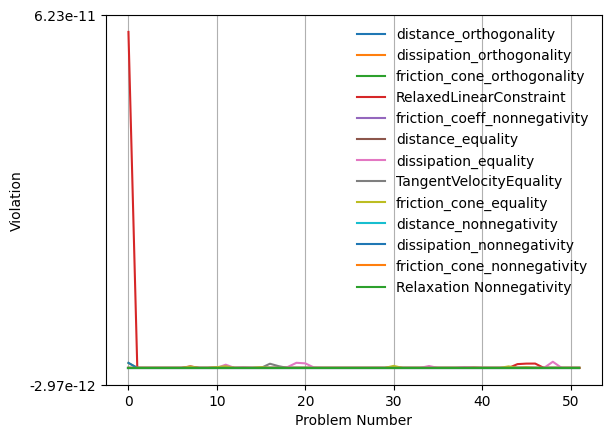 6.23e-11
distance_orthogonality
dissipation_orthogonality
friction_cone_orthogonality
RelaxedLinearConstraint
friction_coeff_nonnegativity
distance_equality
dissipation_equality
TangentVelocityEquality
friction_cone_equality
distance_nonnegativity
dissipation_nonnegativity
friction_cone_nonnegativity
Relaxation Nonnegativity
Violation
-2.97e-12
0 10 20 30 40 50
Problem Number